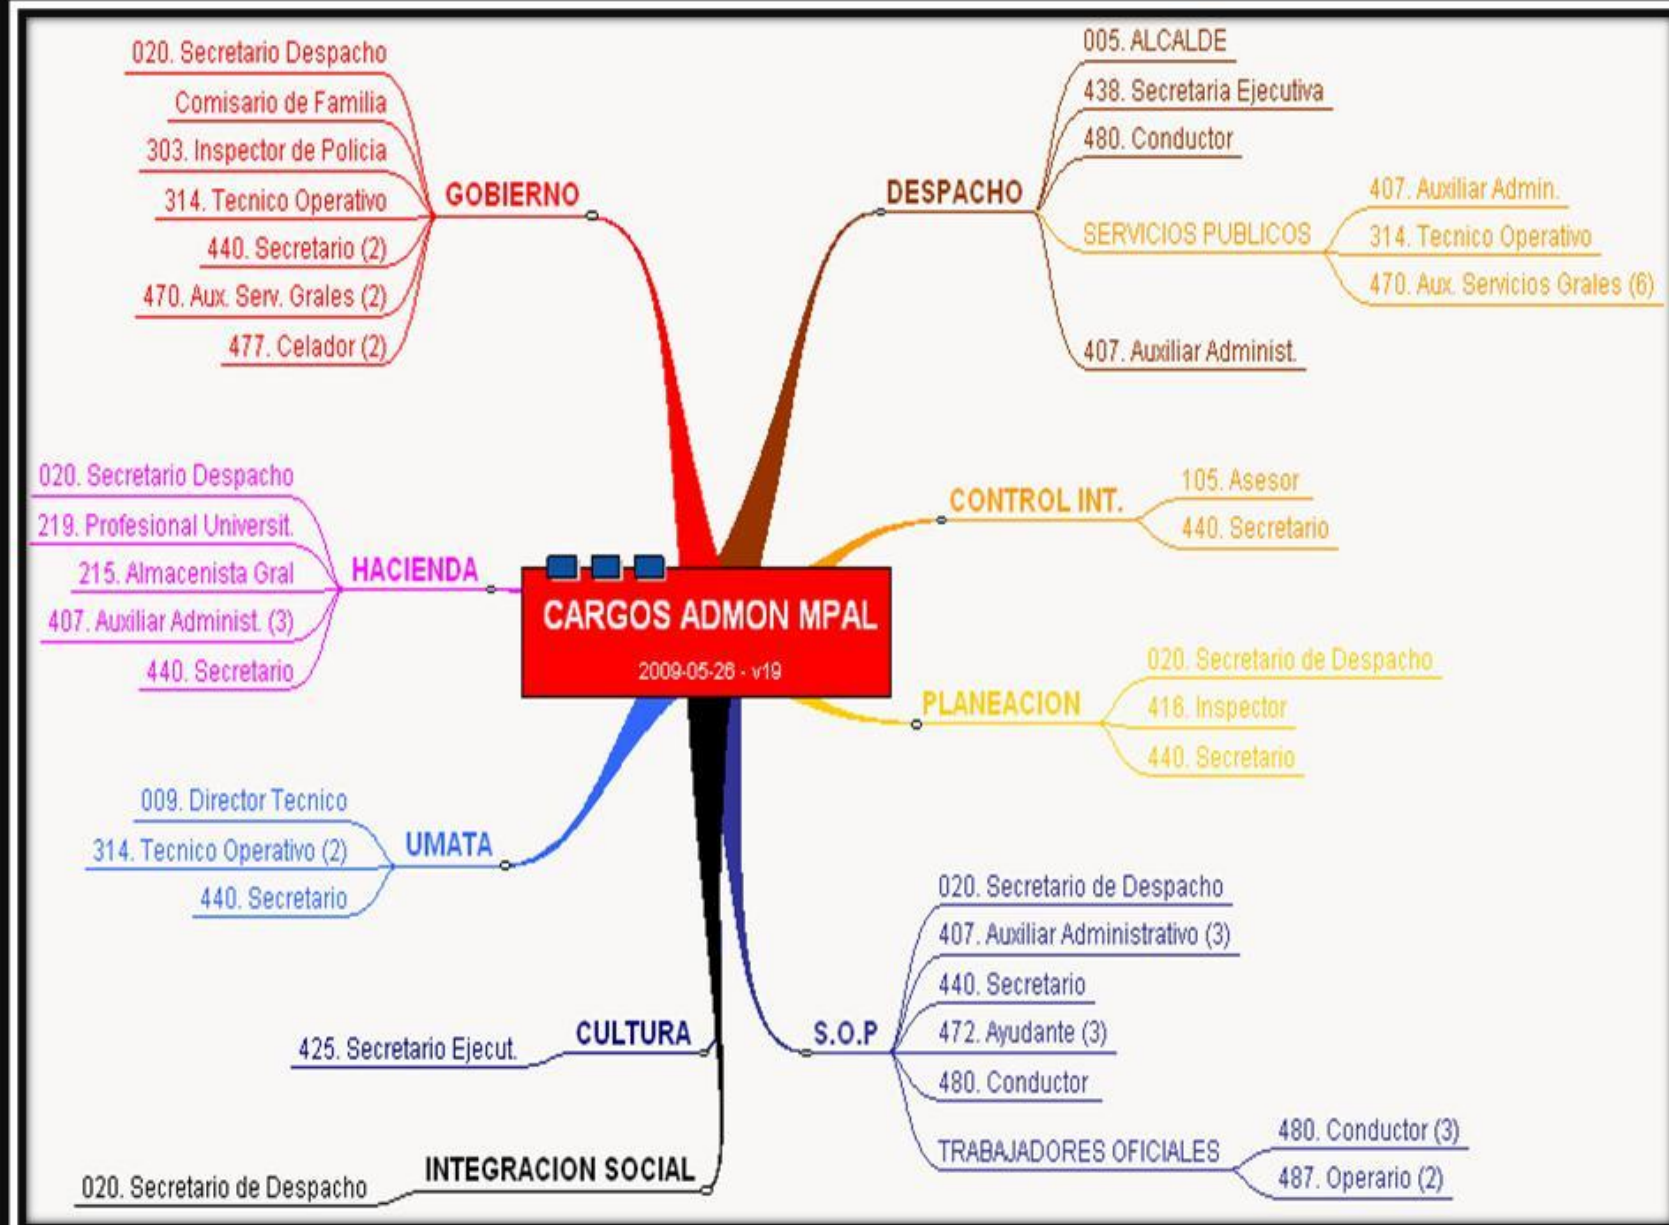 020. Secretario Despacho
Comisario de Familia
303. Inspector de Policia
314. Tecnico Operativo
440. Secretario (2)
470. Aux. Serv. Grales (2)
477. Celador (2)
GOBIERNO
005. ALCALDE
438. Secretaria Ejecutiva
480. Conductor
DESPACHO
SERVICIOS PUBLICOS
407. Auxiliar Admin.
314. Tecnico Operativo
470. Aux. Servicios Grales (6)
407. Auxiliar Administ.
020. Secretario Despacho
219. Profesional Universit.
215. Almacenista Gral
407. Auxiliar Administ. (3)
440. Secretario
HACIENDA
CONTROL INT.
105. Asesor
440. Secretario
CARGOS ADMON MPAL
2009-05-26 - v19
PLANEACION
020. Secretario de Despacho
416. Inspector
440. Secretario
009. Director Tecnico
314. Tecnico Operativo (2)
440. Secretario
UMATA
S.O.P
020. Secretario de Despacho
407. Auxiliar Administrativo (3)
440. Secretario
472. Ayudante (3)
480. Conductor
TRABAJADORES OFICIALES
480. Conductor (3)
487. Operario (2)
CULTURA
425. Secretario Ejecut.
INTEGRACION SOCIAL
020. Secretario de Despacho